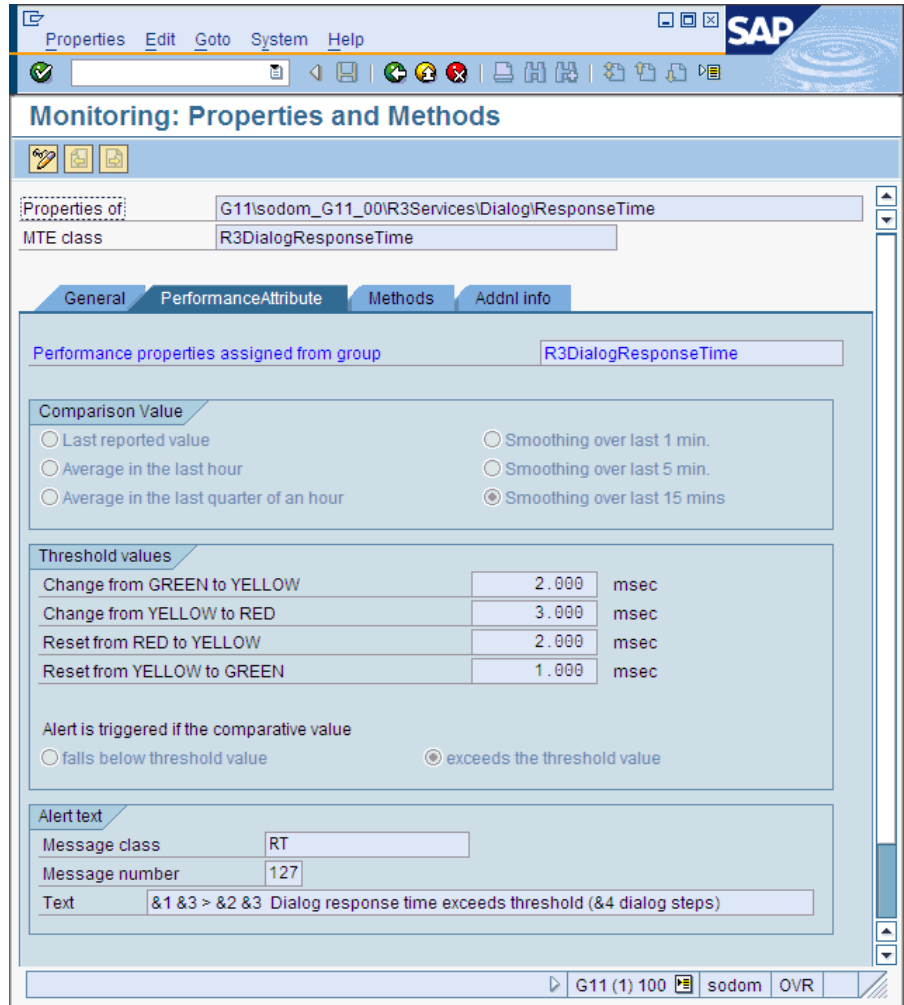 Properties Edit Goto System Help
SAP
Monitoring: Properties and Methods
Properties of G11\sodom_G11_00\R3Services\Dialog\ResponseTime
MTE class R3DialogResponseTime
General PerformanceAttribute Methods Addnl info
Performance properties assigned from group R3DialogResponseTime
Comparison Value
Last reported value Smoothing over last 1 min.
Average in the last hour Smoothing over last 5 min.
Average in the last quarter of an hour Smoothing over last 15 mins
Threshold values
Change from GREEN to YELLOW 2.000 msec
Change from YELLOW to RED 3.000 msec
Reset from RED to YELLOW 2.000 msec
Reset from YELLOW to GREEN 1.000 msec
Alert is triggered if the comparative value
falls below threshold value exceeds the threshold value
Alert text
Message class RT
Message number 127
Text &1 &3 > &2 &3 Dialog response time exceeds threshold (&4 dialog steps)
G11 (1) 100 sodom OVR